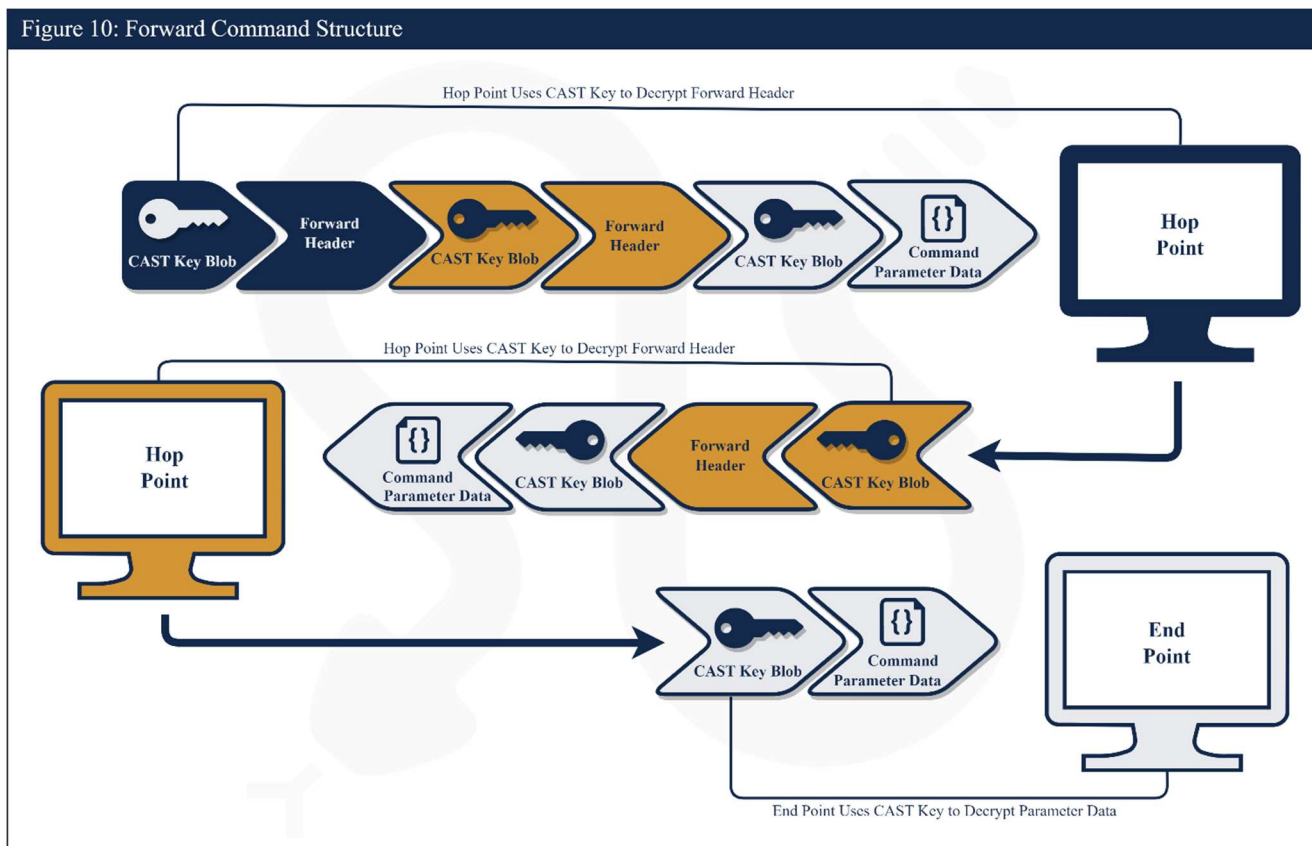 Figure 10: Forward Command Structure
Hop Point Uses CAST Key to Decrypt Forward Header
CAST Key Blob
Forward
Header
CAST Key Blob
Forward
Header
CAST Key Blob
{}
Command
Parameter Data
Hop
Point
Hop Point Uses CAST Key to Decrypt Forward Header
Hop
Point
{}
Command
Parameter Data
CAST Key Blob
Forward
Header
CAST Key Blob
CAST Key Blob
{}
Command
Parameter Data
End
Point
End Point Uses CAST Key to Decrypt Parameter Data